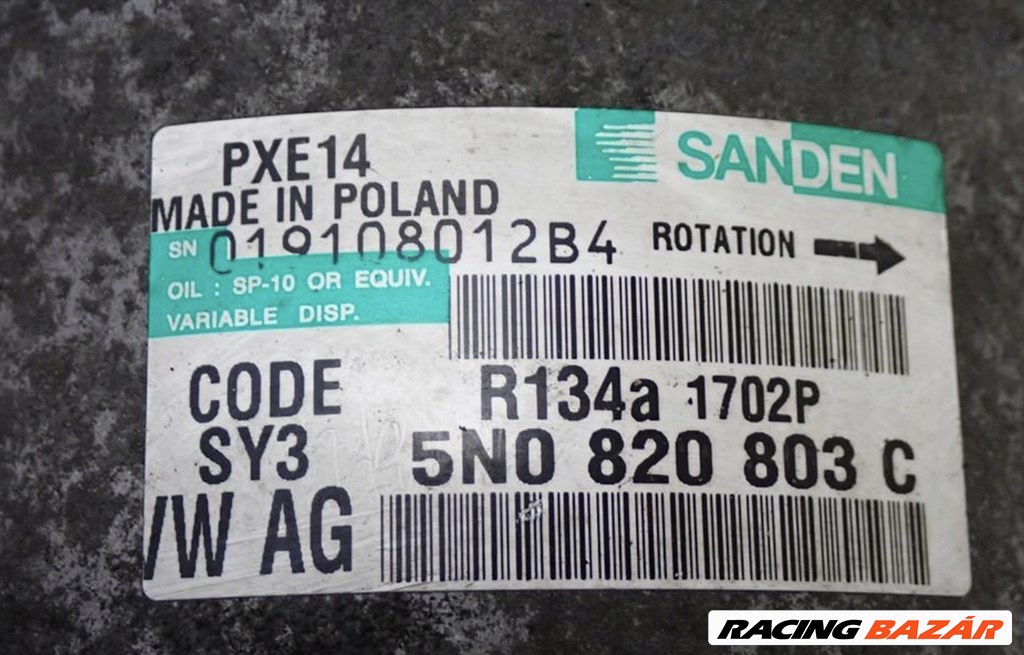 SANDEN
PXE14
MADE IN POLAND
SN 019108012B4 ROTATION
OIL : SP-10 OR EQUIV.
VARIABLE DISP.
CODE R134a 1702P
SY3 5N0 820 803 C
VW AG
RACING BAZÁR